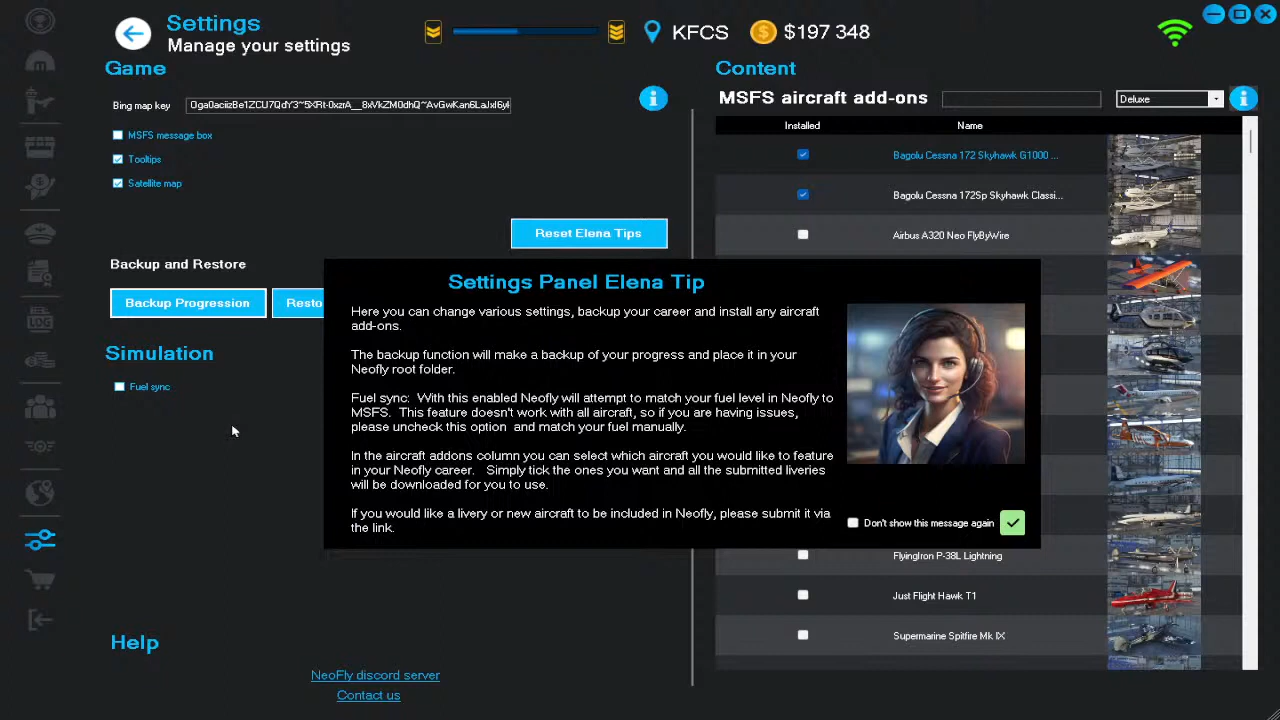 Settings
Manage your settings
KFCS
$197 348
Game
Bing map key
MSFS message box
Tooltips
Satellite map
Reset Elena Tips
Backup and Restore
Backup Progression
Resto
Simulation
Fuel sync
Help
NeoFly discord server
Contact us
Content
MSFS aircraft add-ons
Deluxe
Installed Name
Bagolu Cessna 172 Skyhawk G1000 ...
Bagolu Cessna 172Sp Skyhawk Classi...
Airbus A320 Neo FlyByWire
FlyingIron P-38L Lightning
Just Flight Hawk T1
Supermarine Spitfire Mk IX
Settings Panel Elena Tip
Here you can change various settings, backup your career and install any aircraft
add-ons.
The backup function will make a backup of your progress and place it in your
Neofly root folder.
Fuel sync: With this enabled Neofly will attempt to match your fuel level in Neofly to
MSFS. This feature doesn't work with all aircraft, so if you are having issues,
please uncheck this option and match your fuel manually.
In the aircraft addons column you can select which aircraft you would like to feature
in your Neofly career. Simply tick the ones you want and all the submitted liveries
will be downloaded for you to use.
If you would like a livery or new aircraft to be included in Neofly, please submit it via
the link.
Don't show this message again